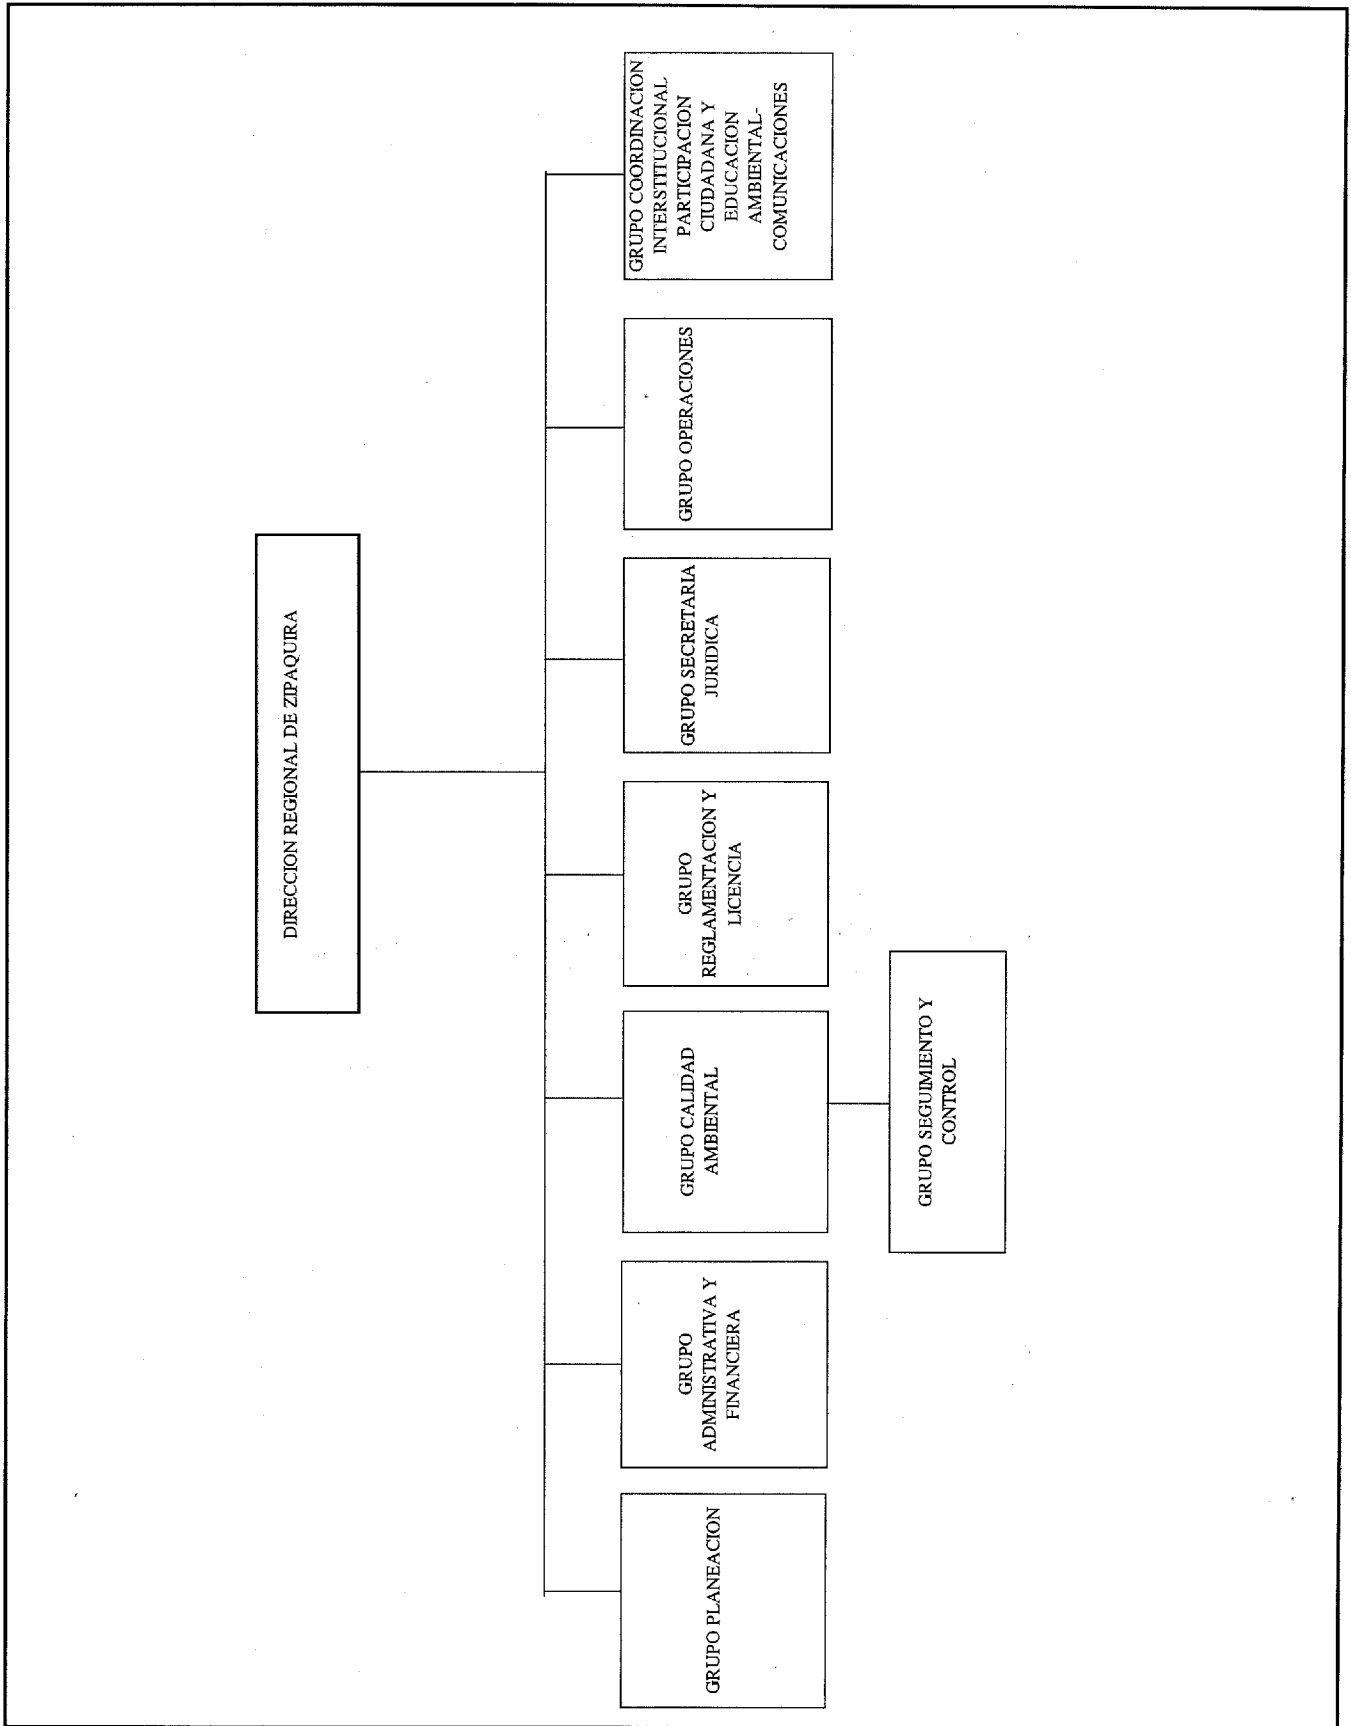 DIRECCION REGIONAL DE ZIPAQUIRA
GRUPO PLANEACION
GRUPO
ADMINISTRATIVA Y
FINANCIERA
GRUPO CALIDAD
AMBIENTAL
GRUPO
REGLAMENTACION Y
LICENCIA
GRUPO SECRETARIA
JURIDICA
GRUPO OPERACIONES
GRUPO COORDINACION
INTERSTITUCIONAL
PARTICIPACION
CIUDADANA Y
EDUCACION
AMBIENTAL-
COMUNICACIONES
GRUPO SEGUIMIENTO Y
CONTROL